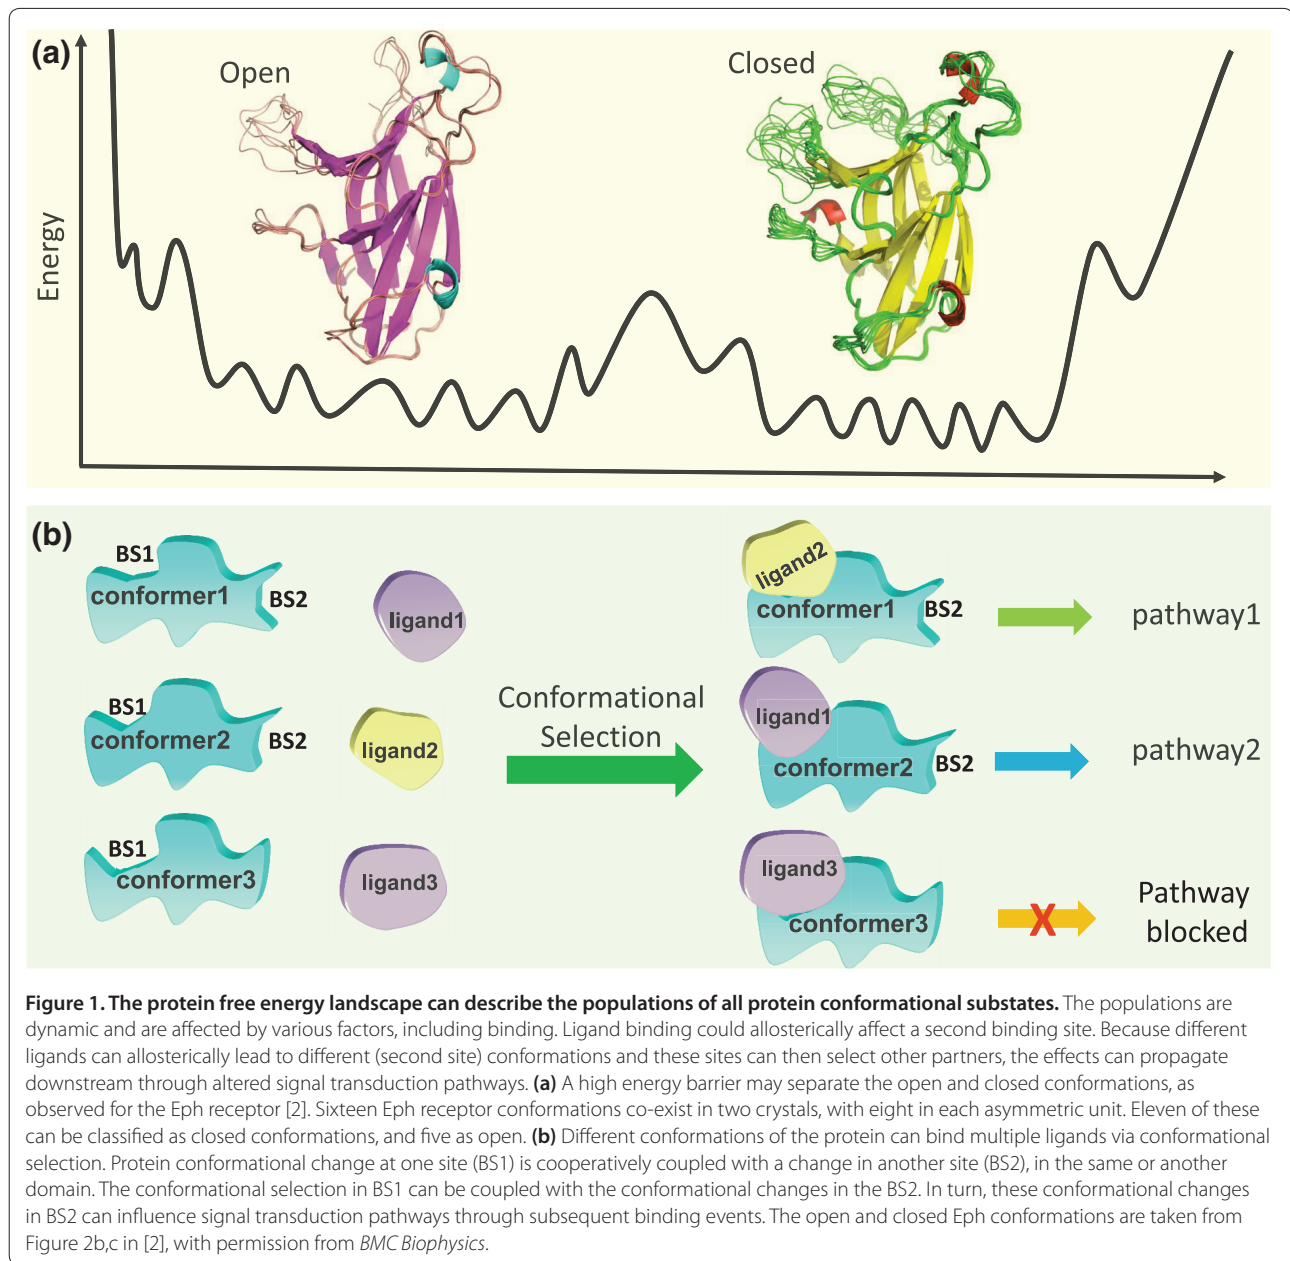 (a)
Open
Closed
Energy
(b)
BS1
conformer1
BS2
ligand1
BS1
conformer2
BS2
ligand2
BS1
conformer3
ligand3
Conformational
Selection
ligand2
conformer1
BS2
pathway1
ligand1
conformer2
BS2
pathway2
ligand3
conformer3
X
Pathway
blocked
Figure 1. The protein free energy landscape can describe the populations of all protein conformational substates. The populations are
dynamic and are affected by various factors, including binding. Ligand binding could allosterically affect a second binding site. Because different
ligands can allosterically lead to different (second site) conformations and these sites can then select other partners, the effects can propagate
downstream through altered signal transduction pathways. (a) A high energy barrier may separate the open and closed conformations, as
observed for the Eph receptor [2]. Sixteen Eph receptor conformations co-exist in two crystals, with eight in each asymmetric unit. Eleven of these
can be classified as closed conformations, and five as open. (b) Different conformations of the protein can bind multiple ligands via conformational
selection. Protein conformational change at one site (BS1) is cooperatively coupled with a change in another site (BS2), in the same or another
domain. The conformational selection in BS1 can be coupled with the conformational changes in the BS2. In turn, these conformational changes
in BS2 can influence signal transduction pathways through subsequent binding events. The open and closed Eph conformations are taken from
Figure 2b,c in [2], with permission from BMC Biophysics.